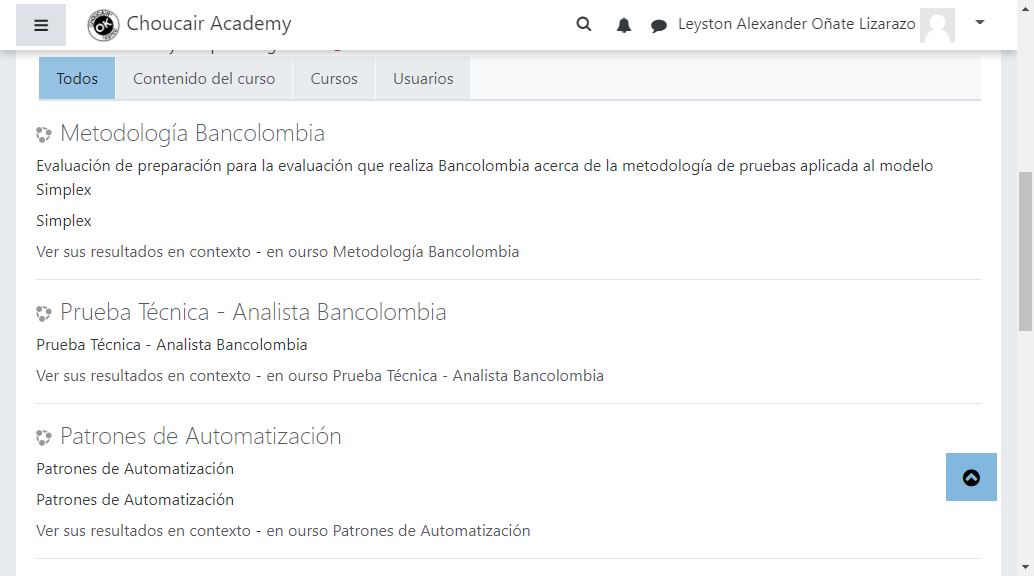 Choucair Academy
Leyston Alexander Oñate Lizarazo
Todos
Contenido del curso
Cursos
Usuarios
Metodología Bancolombia
Evaluación de preparación para la evaluación que realiza Bancolombia acerca de la metodología de pruebas aplicada al modelo
Simplex
Simplex
Ver sus resultados en contexto - en ourso Metodología Bancolombia
Prueba Técnica - Analista Bancolombia
Prueba Técnica - Analista Bancolombia
Ver sus resultados en contexto - en ourso Prueba Técnica - Analista Bancolombia
Patrones de Automatización
Patrones de Automatización
Patrones de Automatización
Ver sus resultados en contexto - en ourso Patrones de Automatización